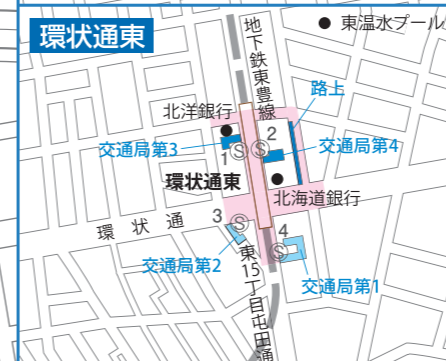 環状通東
東温水プール
地下鉄東豊線
路上
北洋銀行
2
交通局第3
1
S
S
交通局第4
環状通東
北海道銀行
環状通
3
S
4
S
交通局第2
東15丁目屯田通
交通局第1